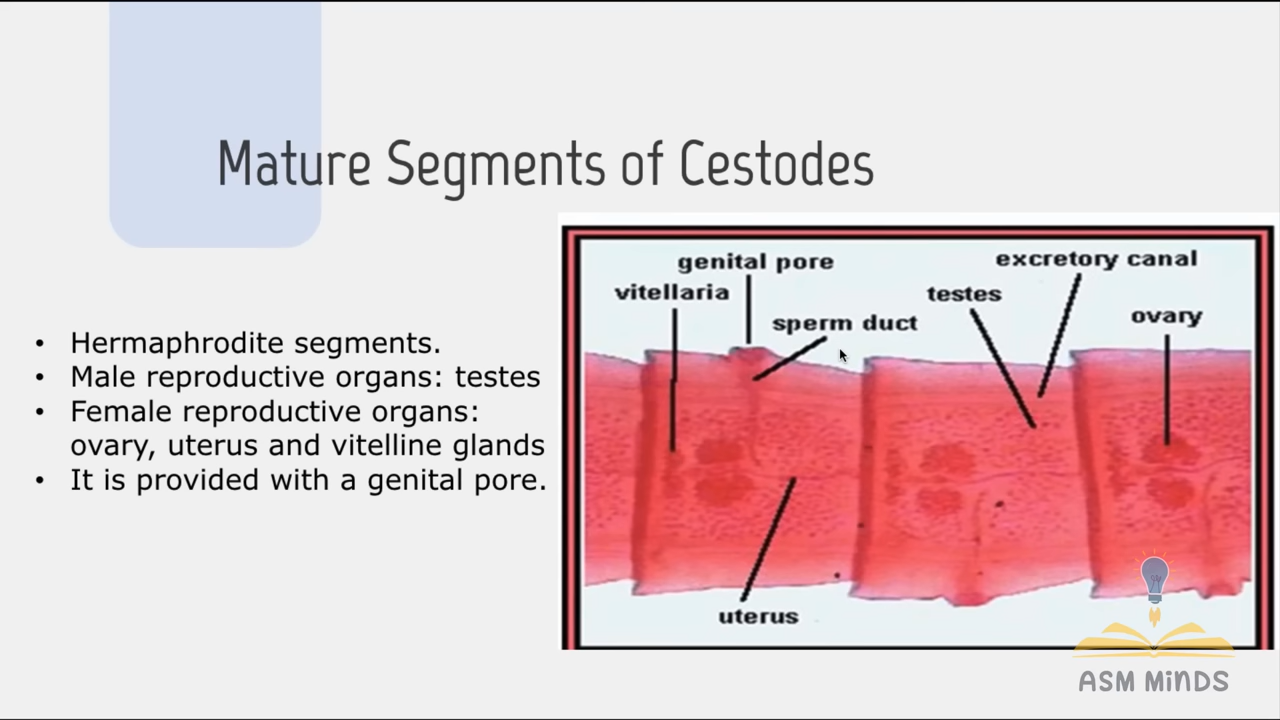 Mature Segments of Cestodes
• Hermaphrodite segments.
• Male reproductive organs: testes
• Female reproductive organs:
ovary, uterus and vitelline glands
• It is provided with a genital pore.
genital pore
excretory canal
vitellaria
testes
sperm duct
ovary
uterus
ASM MiNDS